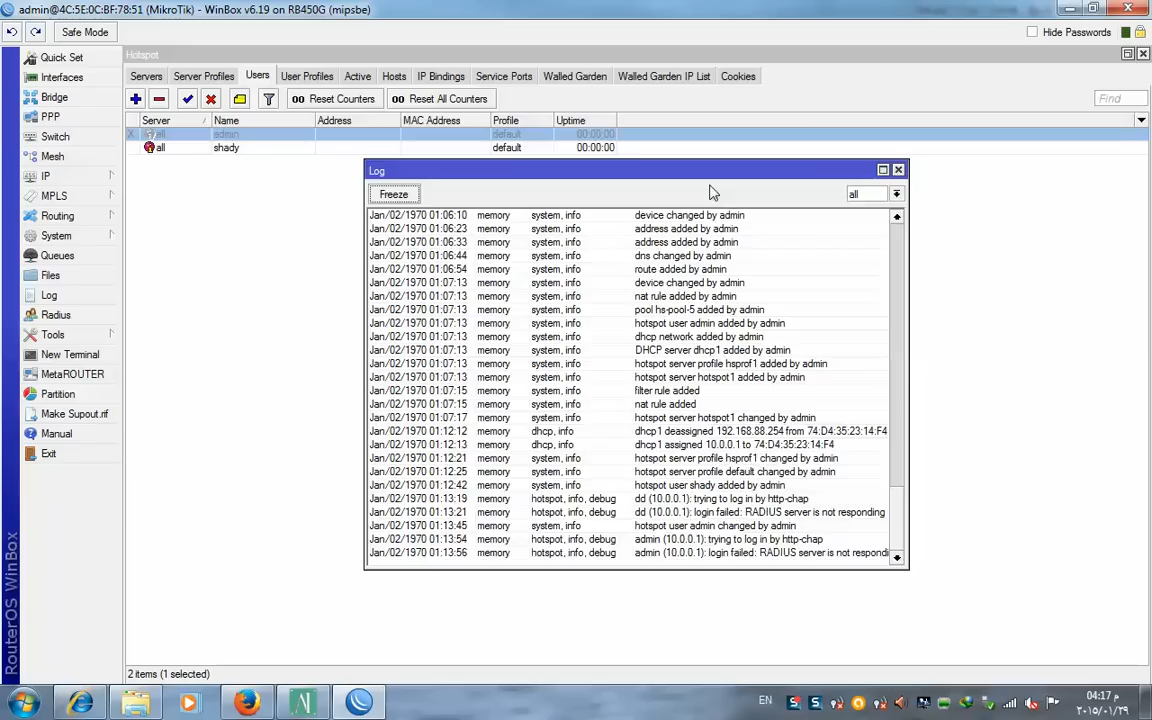 admin@4C:5E:0C:BF:78:51 (MikroTik) - WinBox v6.19 on RB450G (mipsbe)
Safe Mode
Hide Passwords
Quick Set
Interfaces
Bridge
PPP
Switch
Mesh
IP
MPLS
Routing
System
Queues
Files
Log
Radius
Tools
New Terminal
MetaROUTER
Partition
Make Supout.rif
Manual
Exit
RouterOS WinBox
Hotspot
Servers Server Profiles Users User Profiles Active Hosts IP Bindings Service Ports Walled Garden Walled Garden IP List Cookies
00 Reset Counters 00 Reset All Counters Find
Server Name Address MAC Address Profile Uptime
X all admin default 00:00:00
all shady default 00:00:00
Log
Freeze all
Jan/02/1970 01:06:10 memory system, info device changed by admin
Jan/02/1970 01:06:23 memory system, info address added by admin
Jan/02/1970 01:06:33 memory system, info address added by admin
Jan/02/1970 01:06:44 memory system, info dns changed by admin
Jan/02/1970 01:06:54 memory system, info route added by admin
Jan/02/1970 01:07:13 memory system, info device changed by admin
Jan/02/1970 01:07:13 memory system, info nat rule added by admin
Jan/02/1970 01:07:13 memory system, info pool hs-pool-5 added by admin
Jan/02/1970 01:07:13 memory system, info hotspot user admin added by admin
Jan/02/1970 01:07:13 memory system, info dhcp network added by admin
Jan/02/1970 01:07:13 memory system, info DHCP server dhcp1 added by admin
Jan/02/1970 01:07:13 memory system, info hotspot server profile hsprof1 added by admin
Jan/02/1970 01:07:13 memory system, info hotspot server hotspot1 added by admin
Jan/02/1970 01:07:15 memory system, info filter rule added
Jan/02/1970 01:07:15 memory system, info nat rule added
Jan/02/1970 01:07:17 memory system, info hotspot server hotspot1 changed by admin
Jan/02/1970 01:12:12 memory dhcp, info dhcp1 deassigned 192.168.88.254 from 74:D4:35:23:14:F4
Jan/02/1970 01:12:13 memory dhcp, info dhcp1 assigned 10.0.0.1 to 74:D4:35:23:14:F4
Jan/02/1970 01:12:21 memory system, info hotspot server profile hsprof1 changed by admin
Jan/02/1970 01:12:25 memory system, info hotspot server profile default changed by admin
Jan/02/1970 01:12:42 memory system, info hotspot user shady added by admin
Jan/02/1970 01:13:19 memory hotspot, info, debug dd (10.0.0.1): trying to log in by http-chap
Jan/02/1970 01:13:21 memory hotspot, info, debug dd (10.0.0.1): login failed: RADIUS server is not responding
Jan/02/1970 01:13:45 memory system, info hotspot user admin changed by admin
Jan/02/1970 01:13:54 memory hotspot, info, debug admin (10.0.0.1): trying to log in by http-chap
Jan/02/1970 01:13:56 memory hotspot, info, debug admin (10.0.0.1): login failed: RADIUS server is not respondi
2 items (1 selected)
EN
04:17 م
٢٠١٥/٠١/٢٩